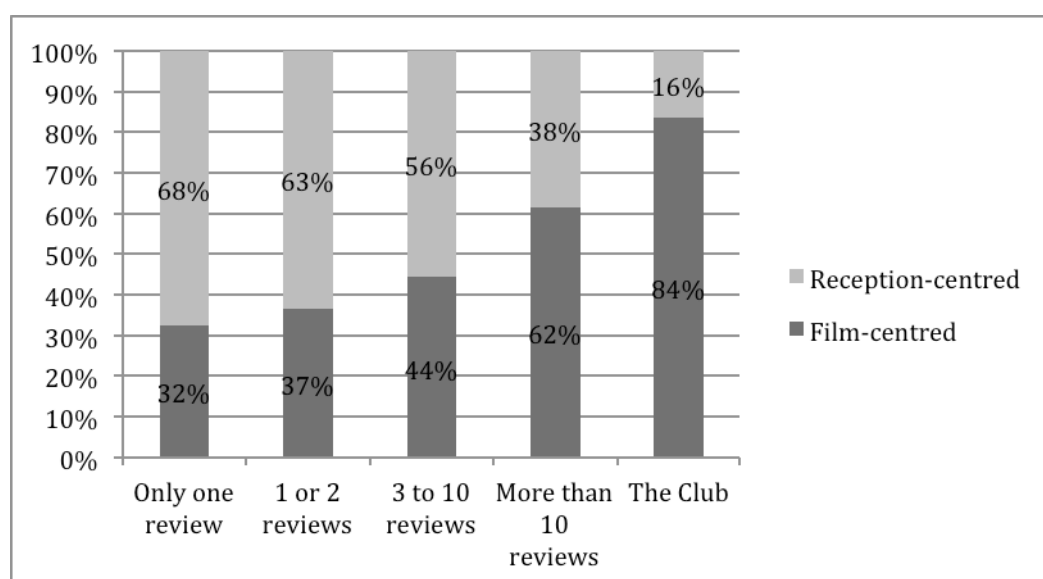 100%
90%
80%
70%
60%
50%
40%
30%
20%
10%
0%
68%
63%
56%
38%
16%
32%
37%
44%
62%
84%
Only one
review
1 or 2
reviews
3 to 10
reviews
More than
10
reviews
The Club
Reception-centred
Film-centred